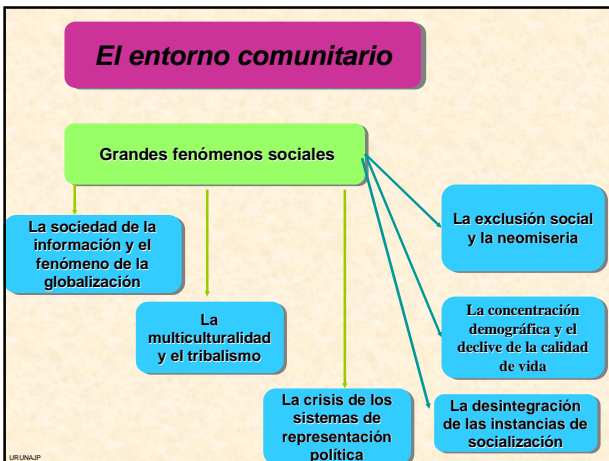 El entorno comunitario
Grandes fenómenos sociales
La sociedad de la
información y el
fenómeno de la
globalización
La
multiculturalidad
y el tribalismo
La crisis de los
sistemas de
representación
política
La exclusión social
y la neomiseria
La concentración
demográfica y el
declive de la calidad
de vida
La desintegración
de las instancias de
socialización
URUNAJP